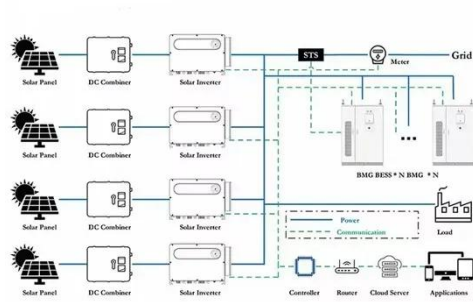 STS
Meter
Grid
Solar Panel
DC Combiner
Solar Inverter
Solar Panel
DC Combiner
Solar Inverter
BMG BESS * N BMG * N
Solar Panel
DC Combiner
Solar Inverter
Power
Communication
Load
Solar Panel
DC Combiner
Solar Inverter
Controller
Router
Cloud Server
Applications